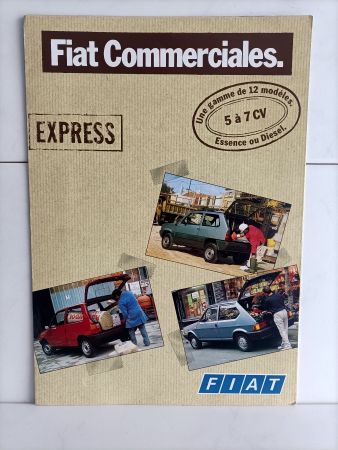 Fiat Commerciales.
Une gamme de 12 modèles.
5 à 7 CV
Essence ou Diesel.
EXPRESS
FIAT